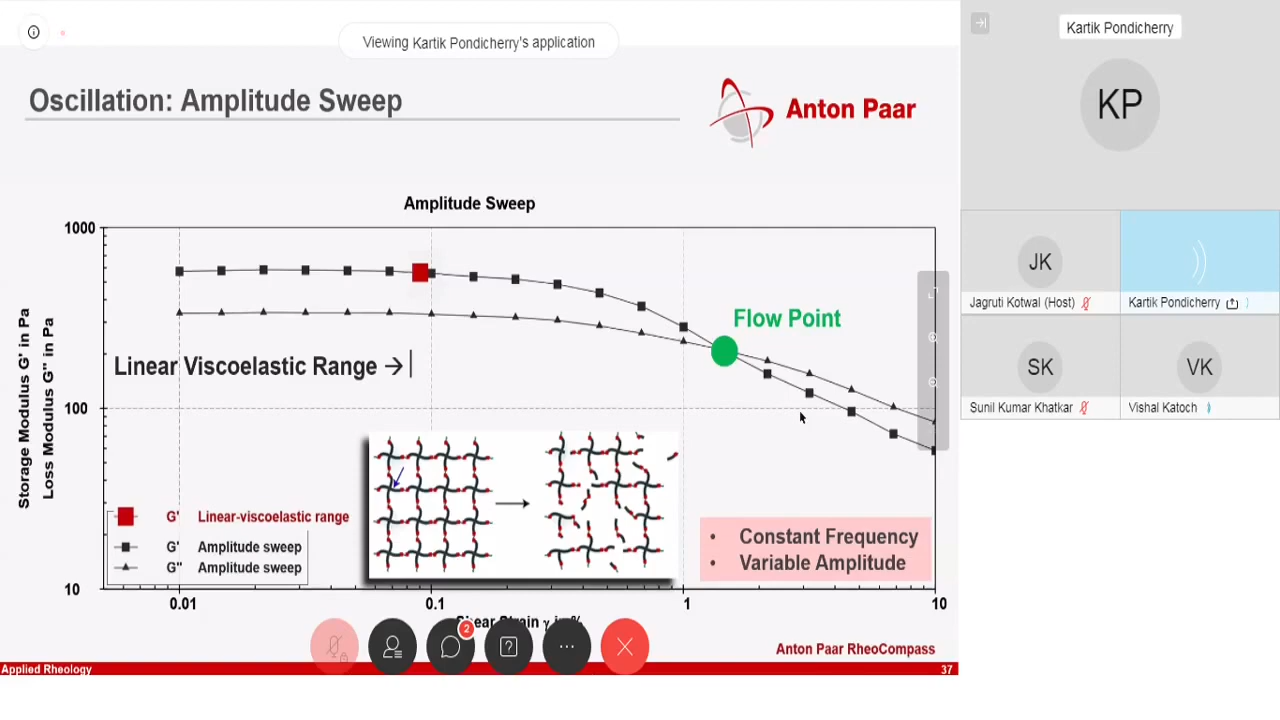 Viewing Kartik Pondicherry's application
Kartik Pondicherry
KP
Oscillation: Amplitude Sweep
Anton Paar
Amplitude Sweep
1000
100
10
Storage Modulus G' in Pa
Loss Modulus G'' in Pa
Flow Point
Linear Viscoelastic Range →|
G' Linear-viscoelastic range
G' Amplitude sweep
G'' Amplitude sweep
• Constant Frequency
• Variable Amplitude
0.01
0.1
1
10
2
?
Anton Paar RheoCompass
Applied Rheology
37
JK
Jagruti Kotwal (Host)
Kartik Pondicherry
SK
Sunil Kumar Khatkar
VK
Vishal Katoch